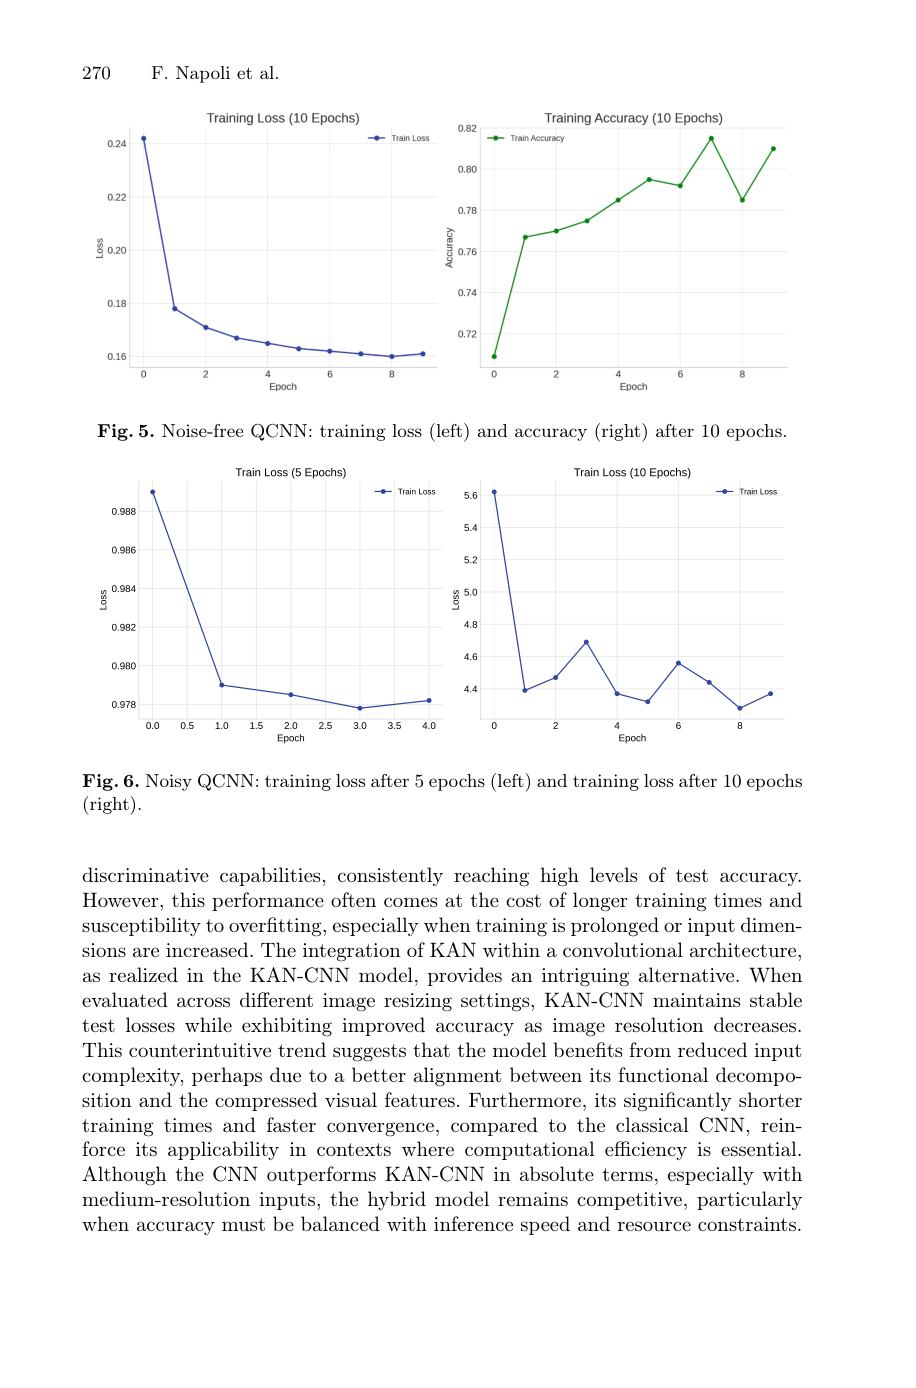 270 F. Napoli et al.
Training Loss (10 Epochs)
Train Loss
0.24
0.22
0.20
0.18
0.16
Loss
0 2 4 6 8
Epoch
Training Accuracy (10 Epochs)
Train Accuracy
0.82
0.80
0.78
0.76
0.74
0.72
Accuracy
0 2 4 6 8
Epoch
Fig. 5. Noise-free QCNN: training loss (left) and accuracy (right) after 10 epochs.
Train Loss (5 Epochs)
Train Loss
0.988
0.986
0.984
0.982
0.980
0.978
Loss
0.0 0.5 1.0 1.5 2.0 2.5 3.0 3.5 4.0
Epoch
Train Loss (10 Epochs)
Train Loss
5.6
5.4
5.2
5.0
4.8
4.6
4.4
Loss
0 2 4 6 8
Epoch
Fig. 6. Noisy QCNN: training loss after 5 epochs (left) and training loss after 10 epochs
(right).
discriminative capabilities, consistently reaching high levels of test accuracy.
However, this performance often comes at the cost of longer training times and
susceptibility to overfitting, especially when training is prolonged or input dimen-
sions are increased. The integration of KAN within a convolutional architecture,
as realized in the KAN-CNN model, provides an intriguing alternative. When
evaluated across different image resizing settings, KAN-CNN maintains stable
test losses while exhibiting improved accuracy as image resolution decreases.
This counterintuitive trend suggests that the model benefits from reduced input
complexity, perhaps due to a better alignment between its functional decompo-
sition and the compressed visual features. Furthermore, its significantly shorter
training times and faster convergence, compared to the classical CNN, rein-
force its applicability in contexts where computational efficiency is essential.
Although the CNN outperforms KAN-CNN in absolute terms, especially with
medium-resolution inputs, the hybrid model remains competitive, particularly
when accuracy must be balanced with inference speed and resource constraints.